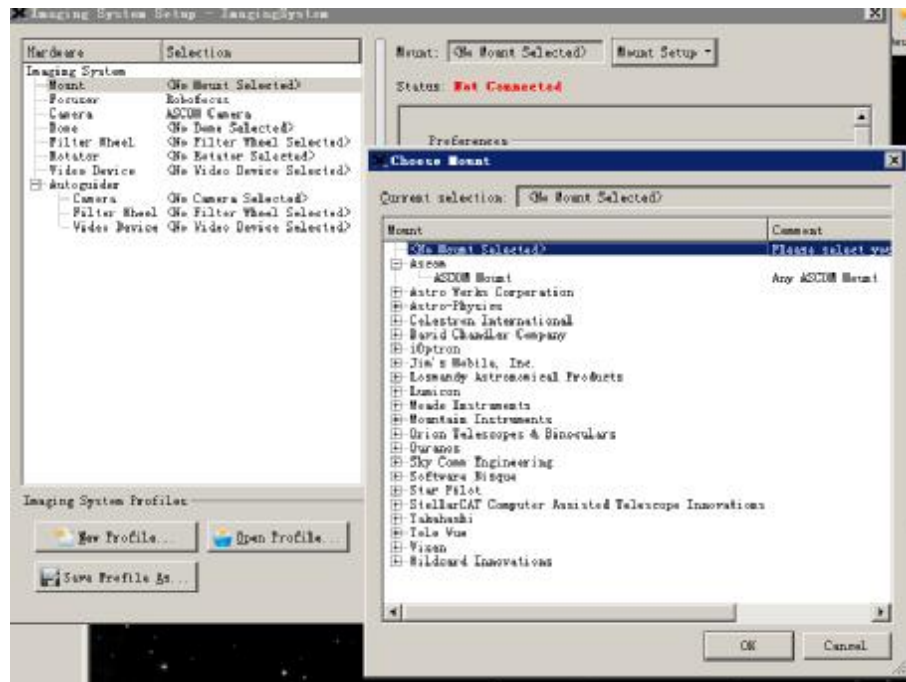 Imaging System Setup - ImagingSystem
Hardware Selection
Imaging System
Mount <No Mount Selected>
Focuser Robofocus
Camera ASCOM Camera
Dome <No Dome Selected>
Filter Wheel <No Filter Wheel Selected>
Rotator <No Rotator Selected>
Video Device <No Video Device Selected>
Autoguider
Camera <No Camera Selected>
Filter Wheel <No Filter Wheel Selected>
Video Device <No Video Device Selected>
Imaging System Profiles
New Profile...
Open Profile...
Save Profile As...
Mount: <No Mount Selected> Mount Setup
Status: Not Connected
Preferences
Choose Mount
Current selection: <No Mount Selected>
Mount Comment
<No Mount Selected> Please select you
Ascom
ASCOM Mount Any ASCOM Mount
Astro Works Corporation
Astro-Physics
Celestron International
David Chandler Company
iOptron
Jim's Mobile, Inc.
Losmandy Astronomical Products
Lumicon
Meade Instruments
Mountain Instruments
Orion Telescopes & Binoculars
Ouranos
Sky Comm Engineering
Software Bisque
Star Pilot
StellarCAT Computer Assisted Telescope Innovations
Takahashi
Tele Vue
Vixen
Wildcard Innovations
OK
Cancel